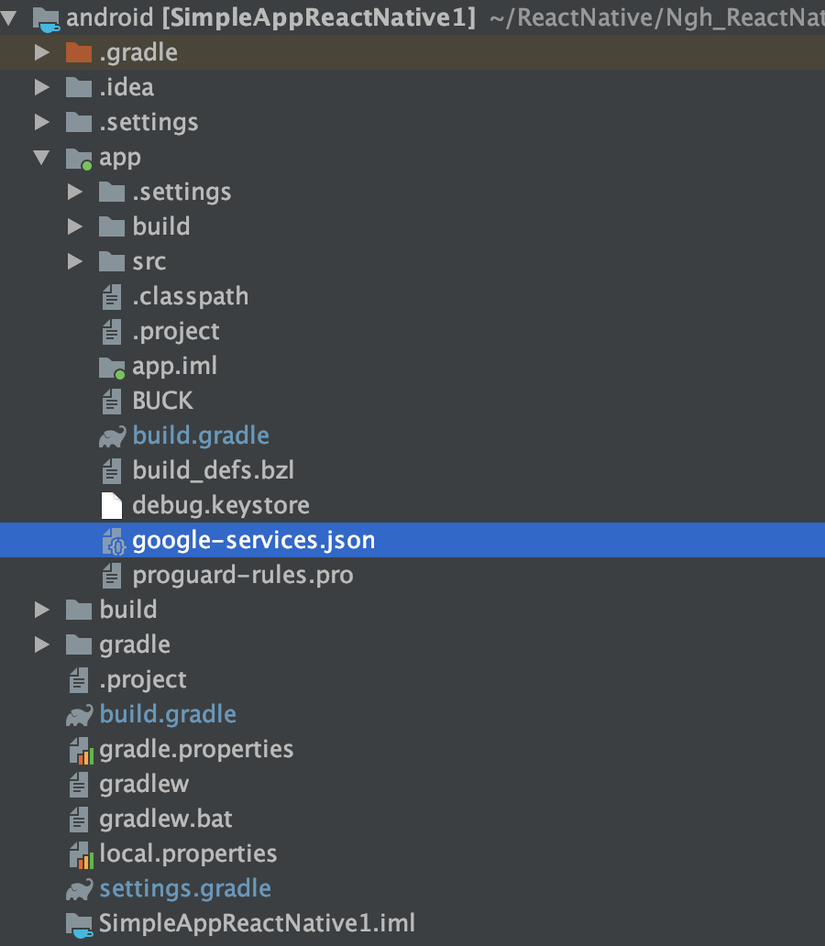 android [SimpleAppReactNative1] ~/ReactNative/Ngh_ReactNat
.gradle
.idea
.settings
app
.settings
build
src
.classpath
.project
app.iml
BUCK
build.gradle
build_defs.bzl
debug.keystore
google-services.json
proguard-rules.pro
build
gradle
.project
build.gradle
gradle.properties
gradlew
gradlew.bat
local.properties
settings.gradle
SimpleAppReactNative1.iml